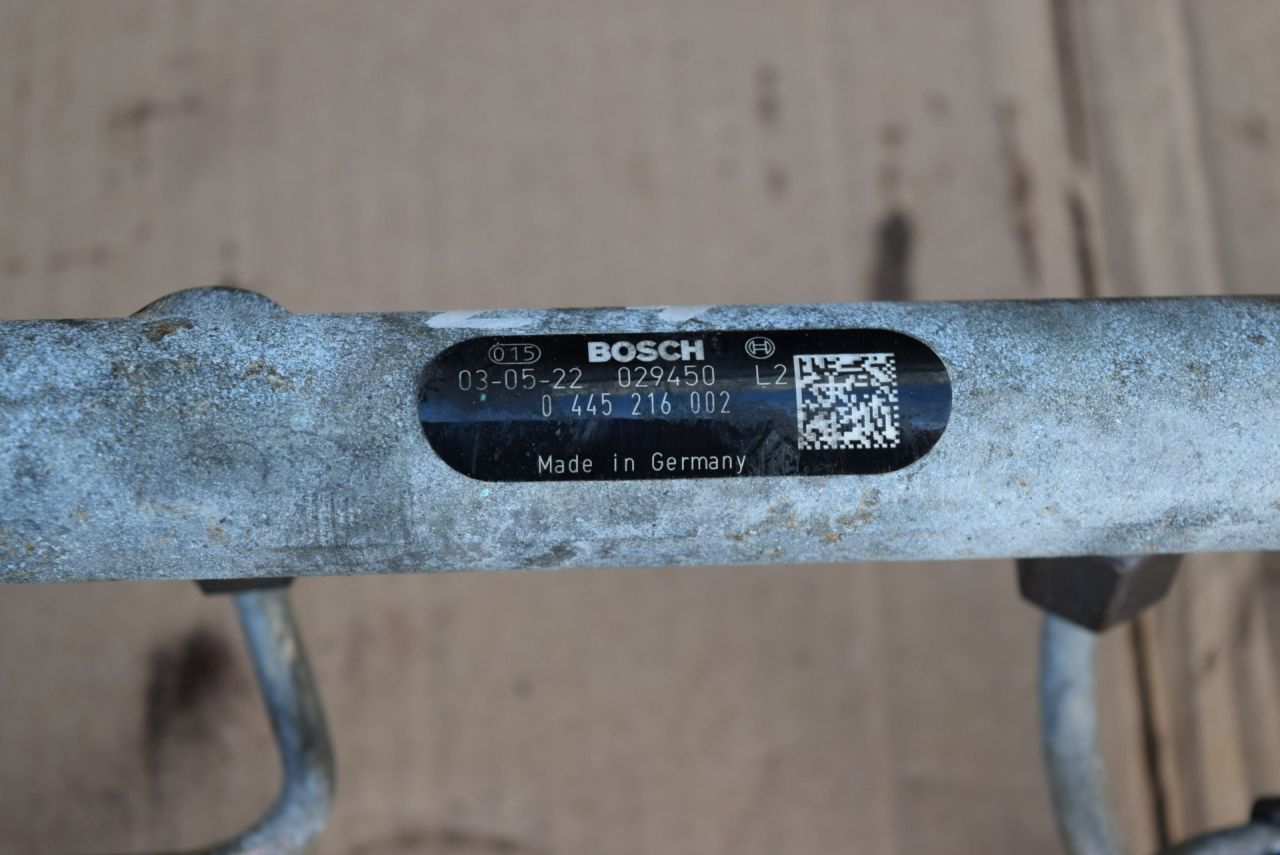 015 BOSCH
03-05-22 029450 L2
0 445 216 002
Made in Germany